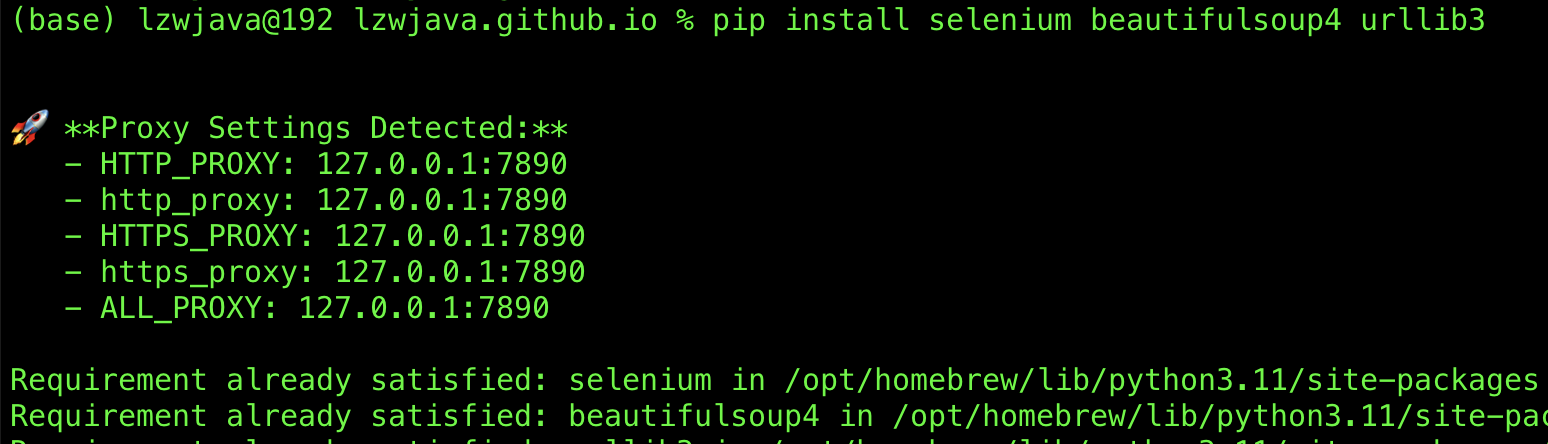 (base) lzwjava@192 lzwjava.github.io % pip install selenium beautifulsoup4 urllib3
🚀 **Proxy Settings Detected:**
- HTTP_PROXY: 127.0.0.1:7890
- http_proxy: 127.0.0.1:7890
- HTTPS_PROXY: 127.0.0.1:7890
- https_proxy: 127.0.0.1:7890
- ALL_PROXY: 127.0.0.1:7890
Requirement already satisfied: selenium in /opt/homebrew/lib/python3.11/site-packages
Requirement already satisfied: beautifulsoup4 in /opt/homebrew/lib/python3.11/site-pac